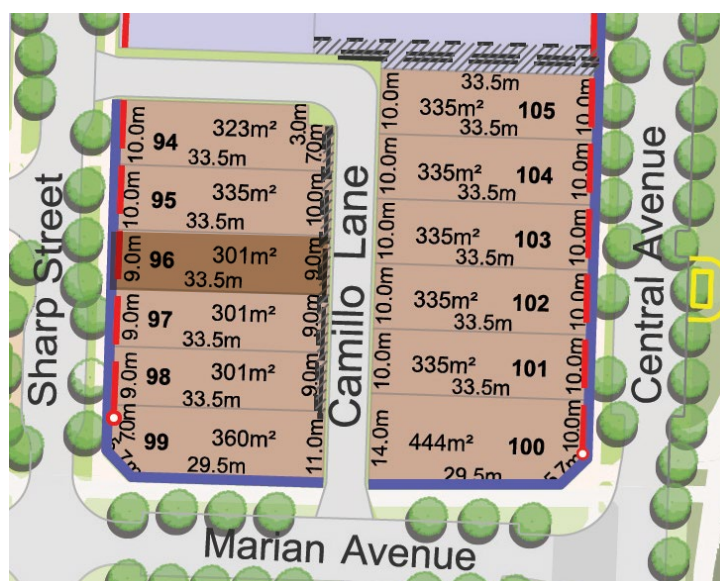 Sharp Street
94
323m²
10.0m
3.0m
7.0m
33.5m
95
335m²
10.0m
10.0m
33.5m
96
301m²
9.0m
9.0m
33.5m
97
301m²
9.0m
9.0m
33.5m
98
301m²
9.0m
9.0m
33.5m
99
360m²
7.0m
11.0m
29.5m
Camillo Lane
33.5m
10.0m
335m²
105
10.0m
33.5m
10.0m
335m²
104
10.0m
33.5m
10.0m
335m²
103
10.0m
33.5m
10.0m
335m²
102
10.0m
33.5m
10.0m
335m²
101
10.0m
33.5m
14.0m
444m²
100
10.0m
29.5m
5.7m
Central Avenue
Marian Avenue